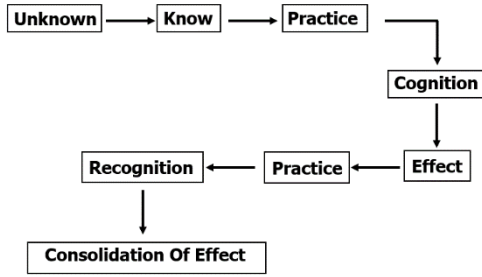 Unknown
Know
Practice
Cognition
Effect
Practice
Recognition
Consolidation Of Effect